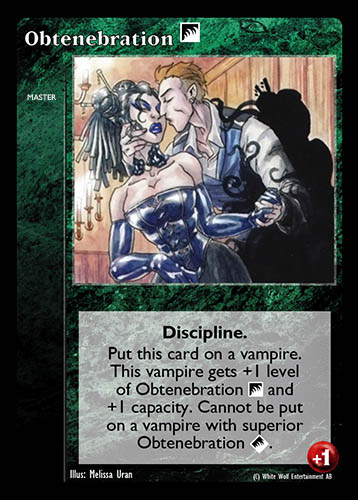 Obtenebration
MASTER
Discipline.
Put this card on a vampire.
This vampire gets +1 level
of Obtenebration and
+1 capacity. Cannot be put
on a vampire with superior
Obtenebration .
+1
Illus: Melissa Uran
(C) White Wolf Entertainment AB